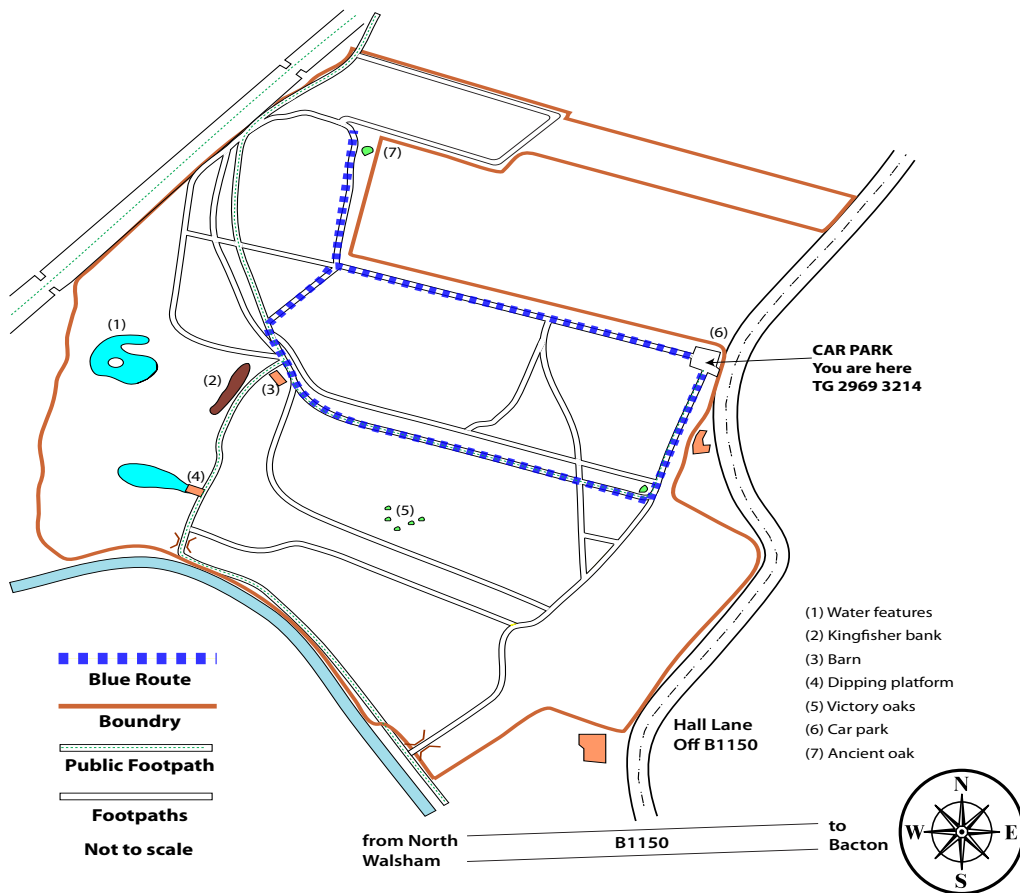 (7)
(1)
(6)
CAR PARK
You are here
TG 2969 3214
(2)
(3)
(4)
(5)
(1) Water features
(2) Kingfisher bank
(3) Barn
(4) Dipping platform
(5) Victory oaks
(6) Car park
(7) Ancient oak
Blue Route
Boundry
Public Footpath
Footpaths
Not to scale
Hall Lane
Off B1150
from North
Walsham
B1150
to
Bacton
N
W
E
S